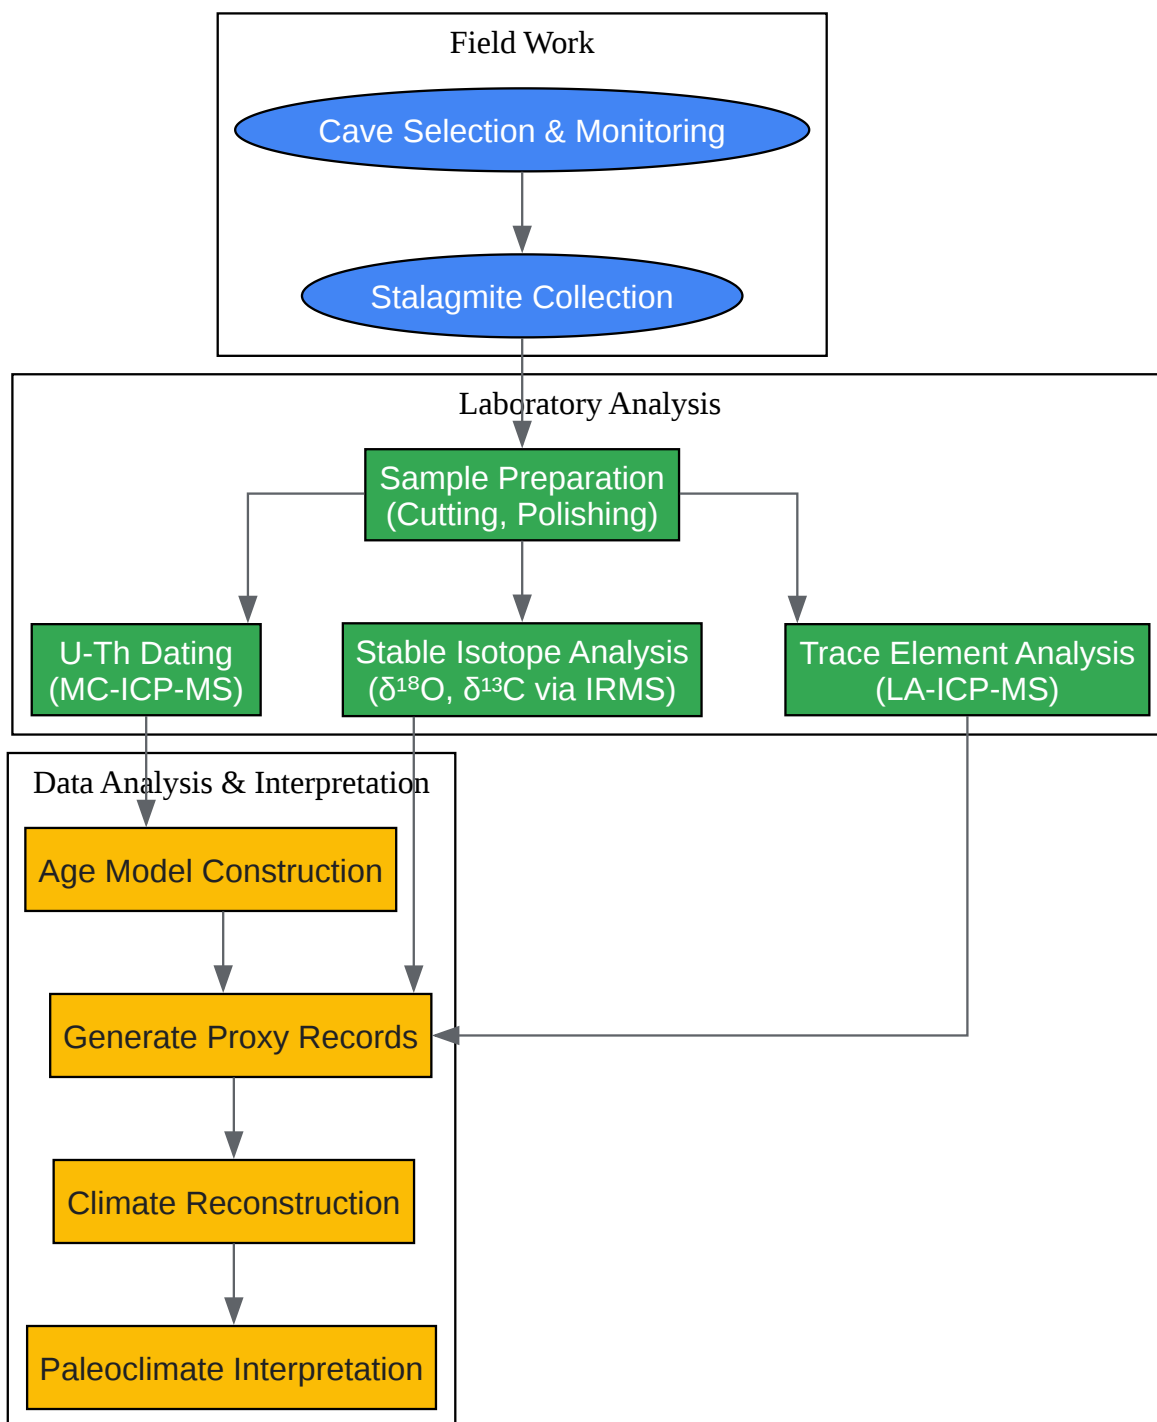 Field Work
Cave Selection & Monitoring
Stalagmite Collection
Laboratory Analysis
Sample Preparation
(Cutting, Polishing)
U-Th Dating
(MC-ICP-MS)
Stable Isotope Analysis
(δ¹⁸O, δ¹³C via IRMS)
Trace Element Analysis
(LA-ICP-MS)
Data Analysis & Interpretation
Age Model Construction
Generate Proxy Records
Climate Reconstruction
Paleoclimate Interpretation